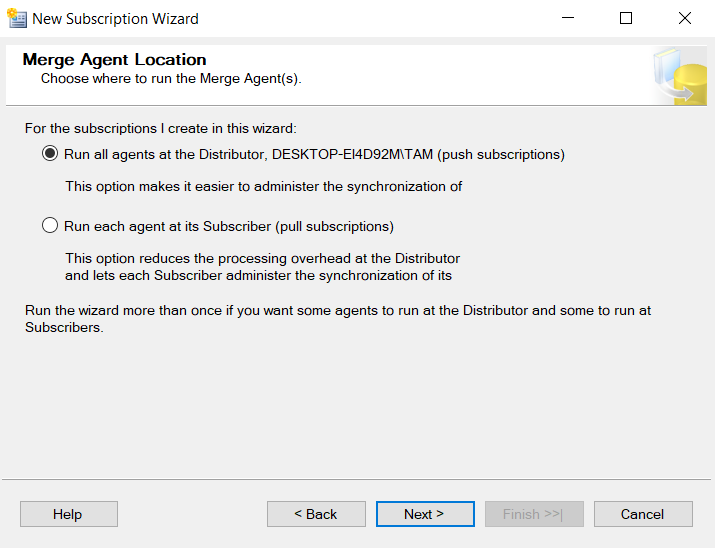 New Subscription Wizard
Merge Agent Location
Choose where to run the Merge Agent(s).
For the subscriptions I create in this wizard:
Run all agents at the Distributor, DESKTOP-EI4D92M\TAM (push subscriptions)
This option makes it easier to administer the synchronization of
Run each agent at its Subscriber (pull subscriptions)
This option reduces the processing overhead at the Distributor
and lets each Subscriber administer the synchronization of its
Run the wizard more than once if you want some agents to run at the Distributor and some to run at
Subscribers.
Help
< Back
Next >
Finish >>|
Cancel